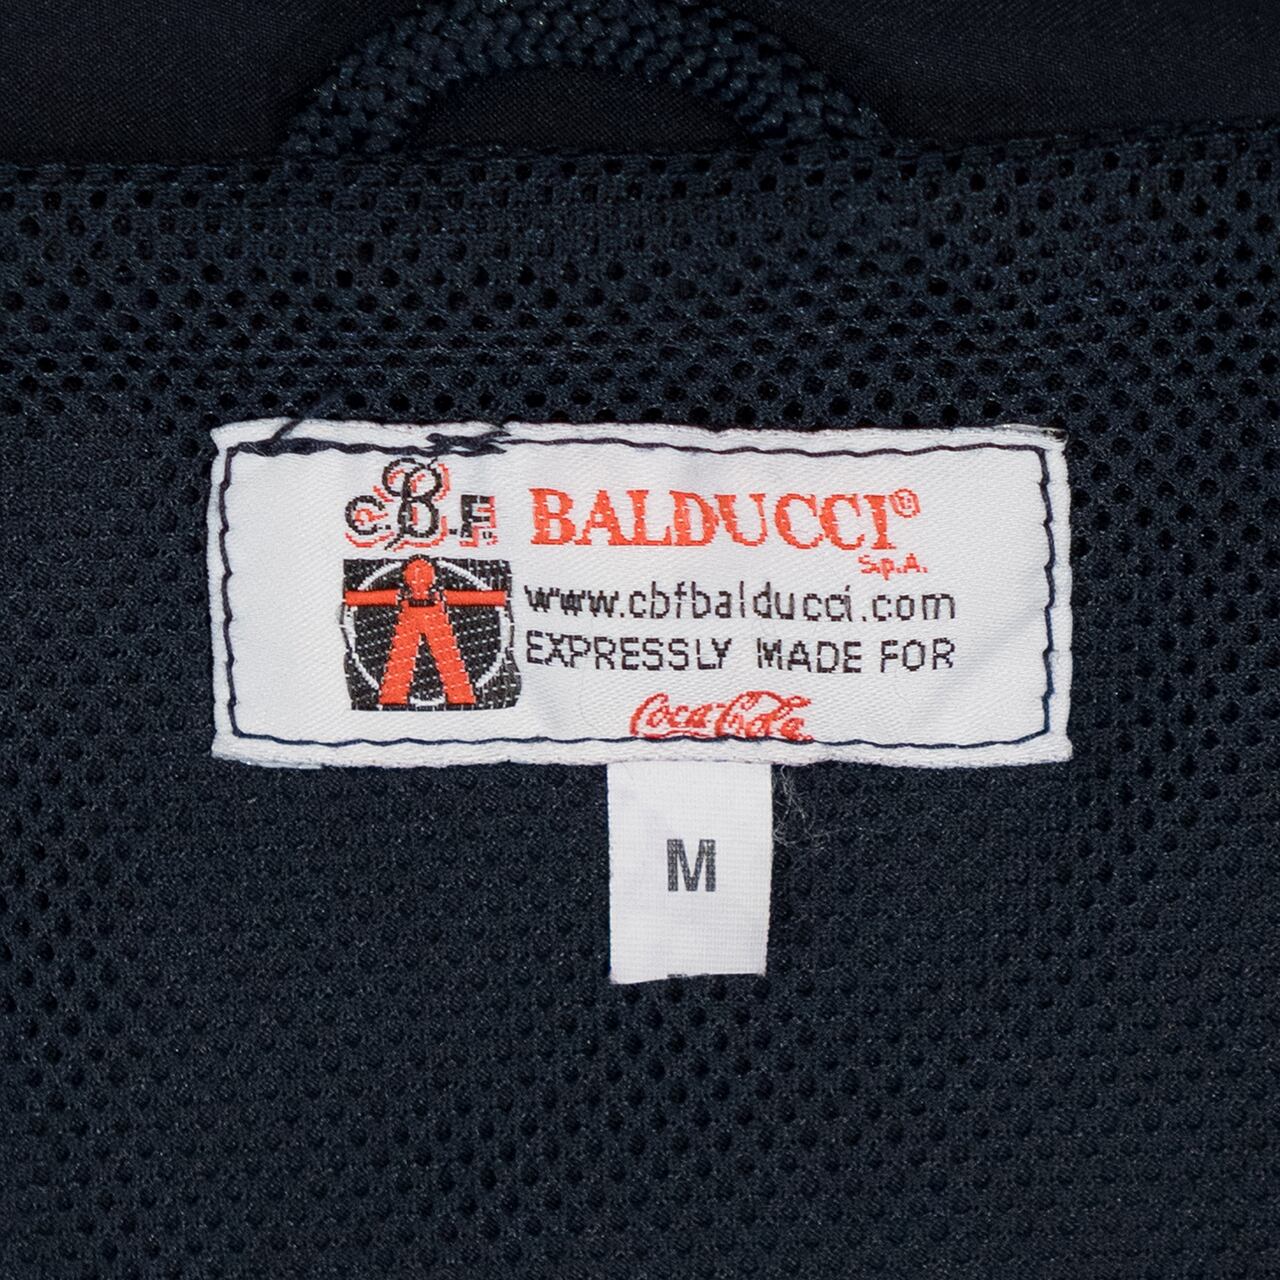 C.B.F. BALDUCCI®
S.p.A.
www.cbfbalducci.com
EXPRESSLY MADE FOR
Coca-Cola
M